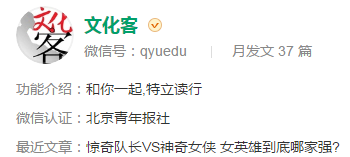 文化客
文化客
微信号：qyuedu | 月发文 37 篇
功能介绍：和你一起,特立读行
微信认证：北京青年报社
最近文章：惊奇队长VS神奇女侠 女英雄到底哪家强?